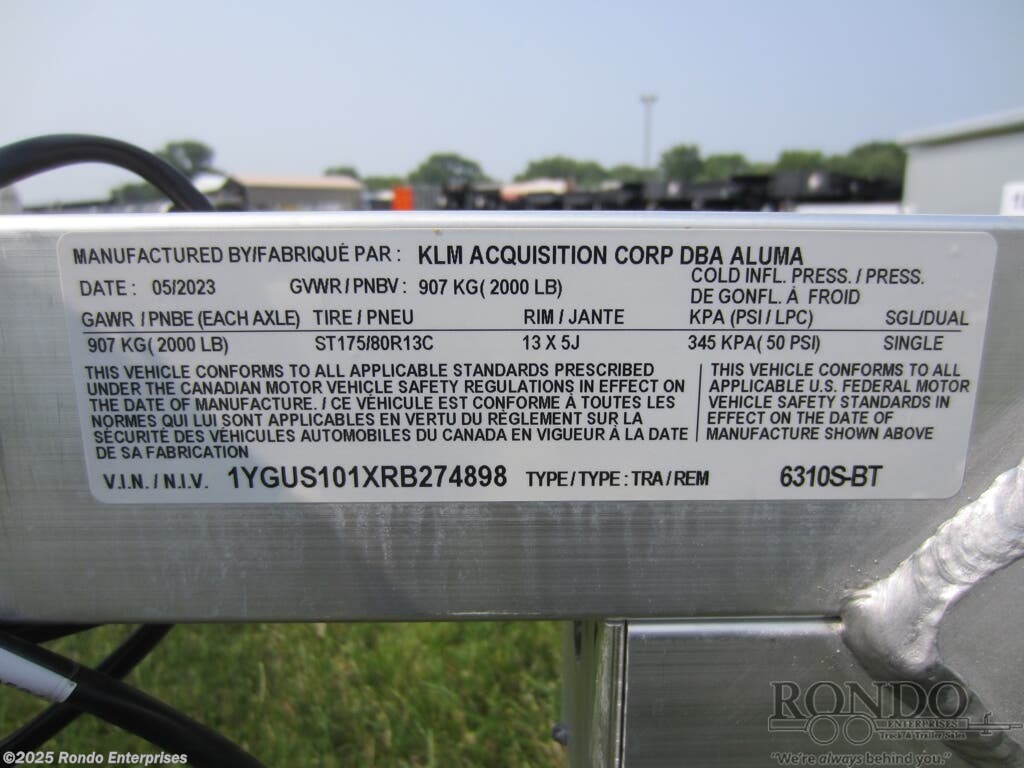 MANUFACTURED BY/FABRIQUÉ PAR : KLM ACQUISITION CORP DBA ALUMA
DATE : 05/2023 GVWR / PNBV : 907 KG( 2000 LB) COLD INFL. PRESS. / PRESS.
DE GONFL. À FROID
GAWR / PNBE (EACH AXLE) TIRE / PNEU RIM / JANTE KPA (PSI / LPC) SGL/DUAL
907 KG( 2000 LB) ST175/80R13C 13 X 5J 345 KPA( 50 PSI) SINGLE
THIS VEHICLE CONFORMS TO ALL APPLICABLE STANDARDS PRESCRIBED
UNDER THE CANADIAN MOTOR VEHICLE SAFETY REGULATIONS IN EFFECT ON
THE DATE OF MANUFACTURE. / CE VÉHICULE EST CONFORME À TOUTES LES
NORMES QUI LUI SONT APPLICABLES EN VERTU DU RÈGLEMENT SUR LA
SÉCURITÉ DES VÉHICULES AUTOMOBILES DU CANADA EN VIGUEUR À LA DATE
DE SA FABRICATION
THIS VEHICLE CONFORMS TO ALL
APPLICABLE U.S. FEDERAL MOTOR
VEHICLE SAFETY STANDARDS IN
EFFECT ON THE DATE OF
MANUFACTURE SHOWN ABOVE
V.I.N. / N.I.V. 1YGUS101XRB274898 TYPE / TYPE : TRA / REM 6310S-BT
RONDO
ENTERPRISES
Truck & Trailer Sales
"We're always behind you."
©2025 Rondo Enterprises